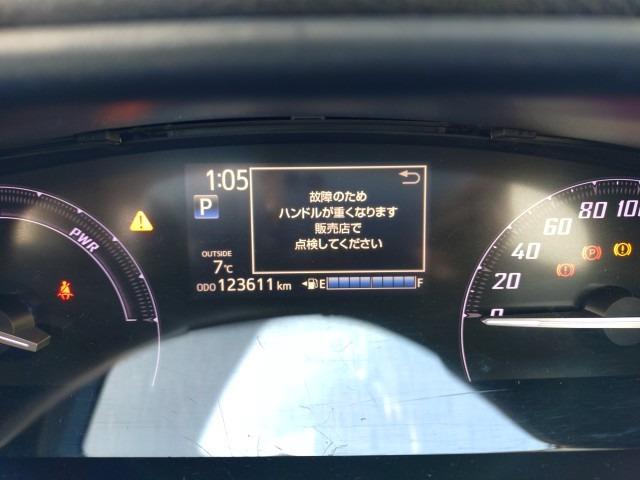 1:05
P
故障のため
ハンドルが重くなります
販売店で
点検してください
OUTSIDE
7℃
ODO 123611 km
E F
PWR
100
80
60
40
20
0
P